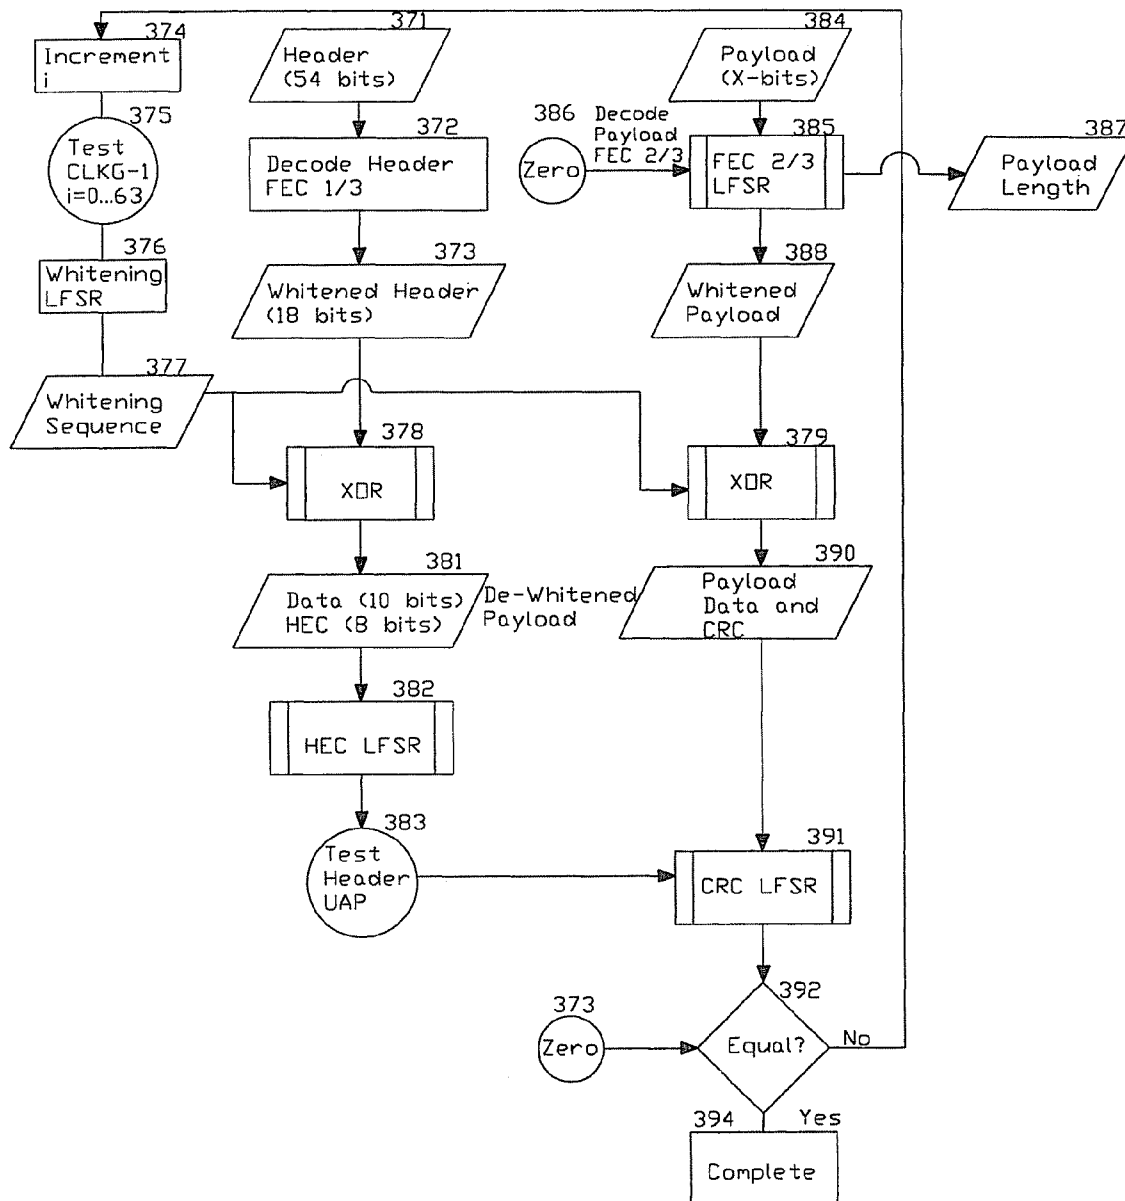 374
Increment
i
375
Test
CLKG-1
i=0...63
376
Whitening
LFSR
377
Whitening
Sequence
371
Header
(54 bits)
372
Decode Header
FEC 1/3
373
Whitened Header
(18 bits)
378
XOR
381
Data (10 bits)
HEC (8 bits)
De-Whitened
Payload
382
HEC LFSR
383
Test
Header
UAP
384
Payload
(X-bits)
386
Zero
Decode
Payload
FEC 2/3
385
FEC 2/3
LFSR
387
Payload
Length
388
Whitened
Payload
379
XOR
390
Payload
Data and
CRC
391
CRC LFSR
373
Zero
392
Equal?
No
394
Yes
Complete